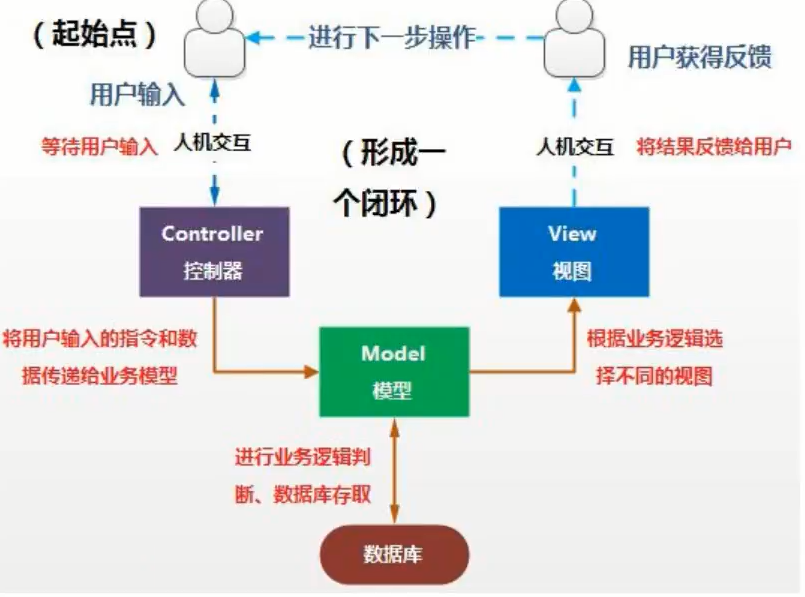 （起始点）
进行下一步操作
用户获得反馈
用户输入
等待用户输入
人机交互
（形成一
个闭环）
人机交互
将结果反馈给用户
Controller
控制器
View
视图
将用户输入的指令和数
据传递给业务模型
Model
模型
根据业务逻辑选
择不同的视图
进行业务逻辑判
断、数据库存取
数据库